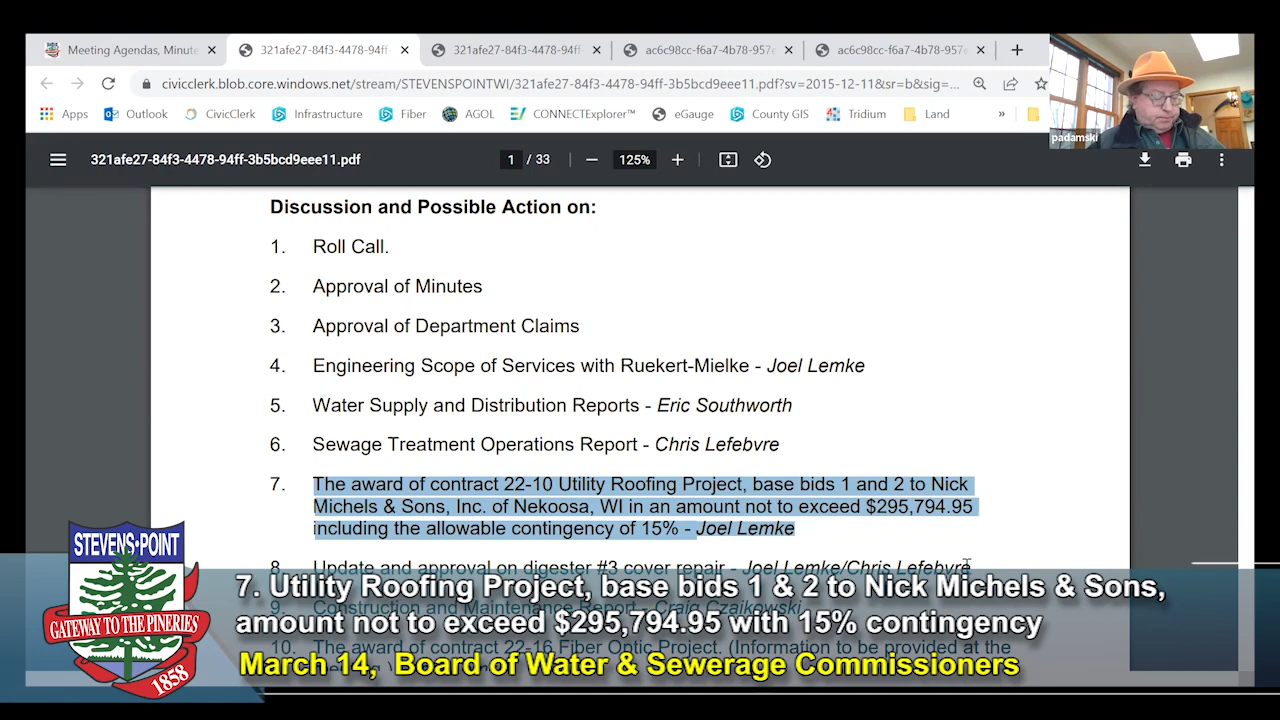 Meeting Agendas, Minute
321afe27-84f3-4478-94ff
321afe27-84f3-4478-94ff
ac6c98cc-f6a7-4b78-957e
ac6c98cc-f6a7-4b78-957e
civicclerk.blob.core.windows.net/stream/STEVENSPOINTWI/321afe27-84f3-4478-94ff-3b5bcd9eee11.pdf?sv=2015-12-11&sr=b&sig=...
Apps Outlook CivicClerk Infrastructure Fiber AGOL CONNECTExplorer™ eGauge County GIS Tridium Land »
padamski
321afe27-84f3-4478-94ff-3b5bcd9eee11.pdf 1 / 33 125%
Discussion and Possible Action on:
1. Roll Call.
2. Approval of Minutes
3. Approval of Department Claims
4. Engineering Scope of Services with Ruekert-Mielke - Joel Lemke
5. Water Supply and Distribution Reports - Eric Southworth
6. Sewage Treatment Operations Report - Chris Lefebvre
7. The award of contract 22-10 Utility Roofing Project, base bids 1 and 2 to Nick
Michels & Sons, Inc. of Nekoosa, WI in an amount not to exceed $295,794.95
including the allowable contingency of 15% - Joel Lemke
8. Update and approval on digester #3 cover repair - Joel Lemke/Chris Lefebvre
9. Construction and Maintenance Report - Craig Czaikowski
10. The award of contract 22-16 Fiber Optic Project. (Information to be provided at the
STEVENS POINT
GATEWAY TO THE PINERIES
1858
7. Utility Roofing Project, base bids 1 & 2 to Nick Michels & Sons,
amount not to exceed $295,794.95 with 15% contingency
March 14, Board of Water & Sewerage Commissioners